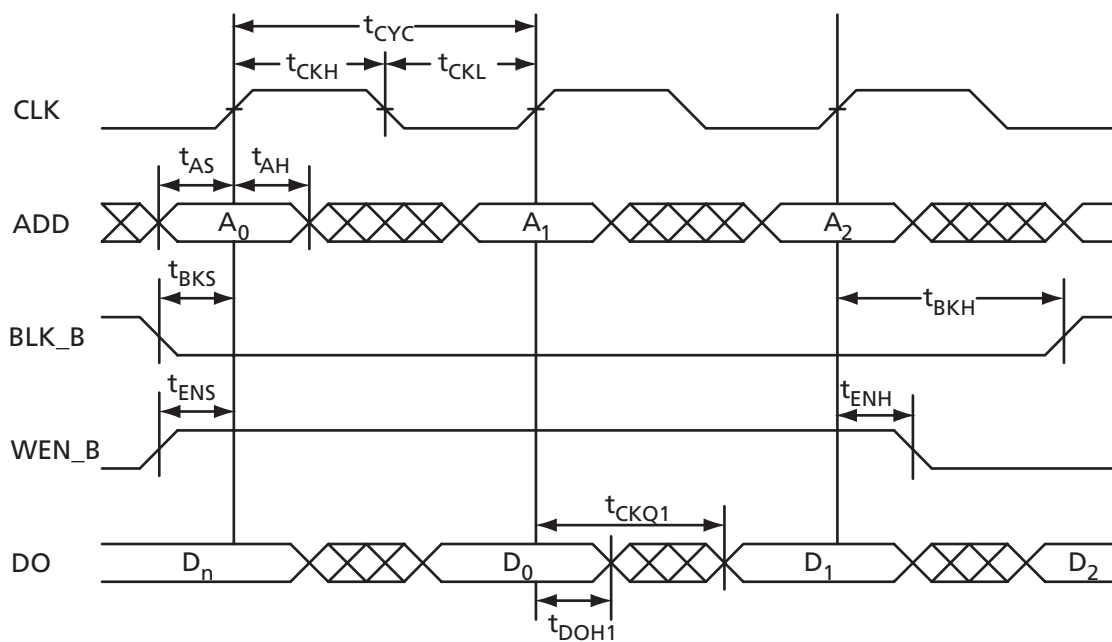 tCYC
tCKH tCKL
CLK
tAS tAH
ADD A0 A1 A2
tBKS tBKH
BLK_B
tENS tENH
WEN_B
tCKQ1
DO Dn D0 D1 D2
tDOH1